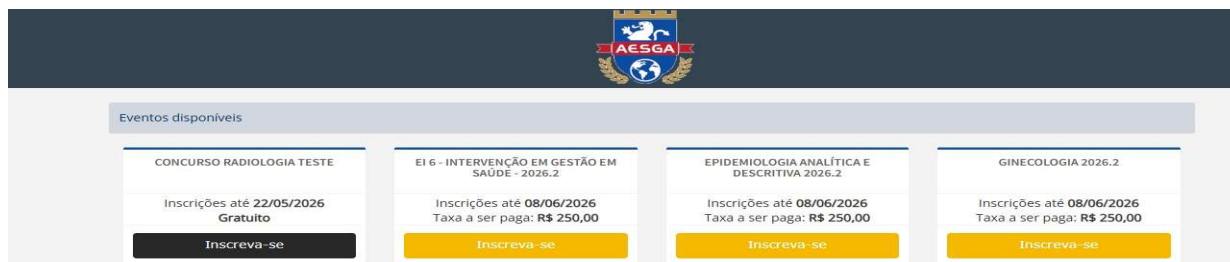 AESGA
Eventos disponíveis
CONCURSO RADIOLOGIA TESTE
Inscrições até 22/05/2026
Gratuito
Inscreva-se
EI 6 - INTERVENÇÃO EM GESTÃO EM
SAÚDE - 2026.2
Inscrições até 08/06/2026
Taxa a ser paga: R$ 250,00
Inscreva-se
EPIDEMIOLOGIA ANALÍTICA E
DESCRITIVA 2026.2
Inscrições até 08/06/2026
Taxa a ser paga: R$ 250,00
Inscreva-se
GINECOLOGIA 2026.2
Inscrições até 08/06/2026
Taxa a ser paga: R$ 250,00
Inscreva-se